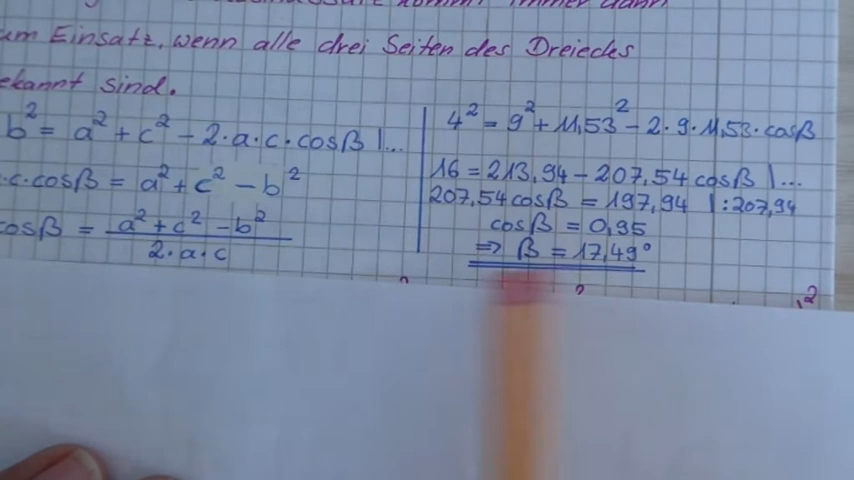 um Einsatz, wenn alle drei Seiten des Dreiecks
ekannt sind.
b² = a² + c² - 2·a·c·cosβ |...
.c.cosβ = a² + c² - b²
cosβ = (a² + c² - b²) / (2·a·c)
4² = 9² + 11,53² - 2·9·11,53·cosβ
16 = 213,94 - 207,54 cosβ |...
207,54 cosβ = 197,94 |:207,94
cosβ = 0,95
⇒ β = 17,49°